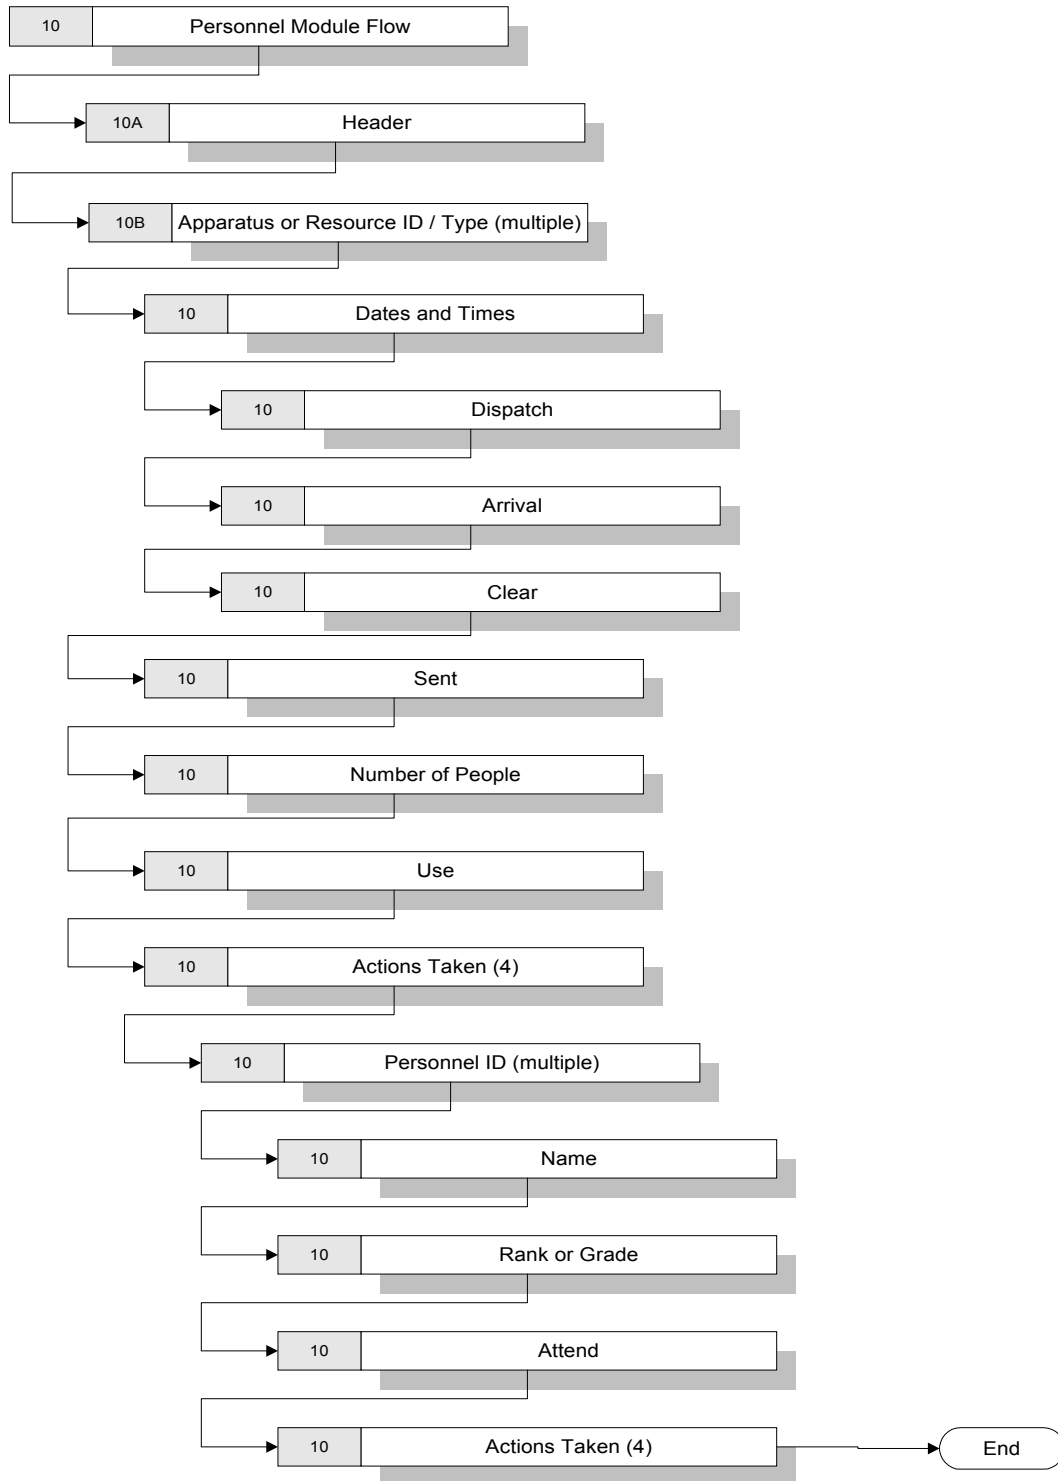 10 Personnel Module Flow
10A Header
10B Apparatus or Resource ID / Type (multiple)
10 Dates and Times
10 Dispatch
10 Arrival
10 Clear
10 Sent
10 Number of People
10 Use
10 Actions Taken (4)
10 Personnel ID (multiple)
10 Name
10 Rank or Grade
10 Attend
10 Actions Taken (4)
End